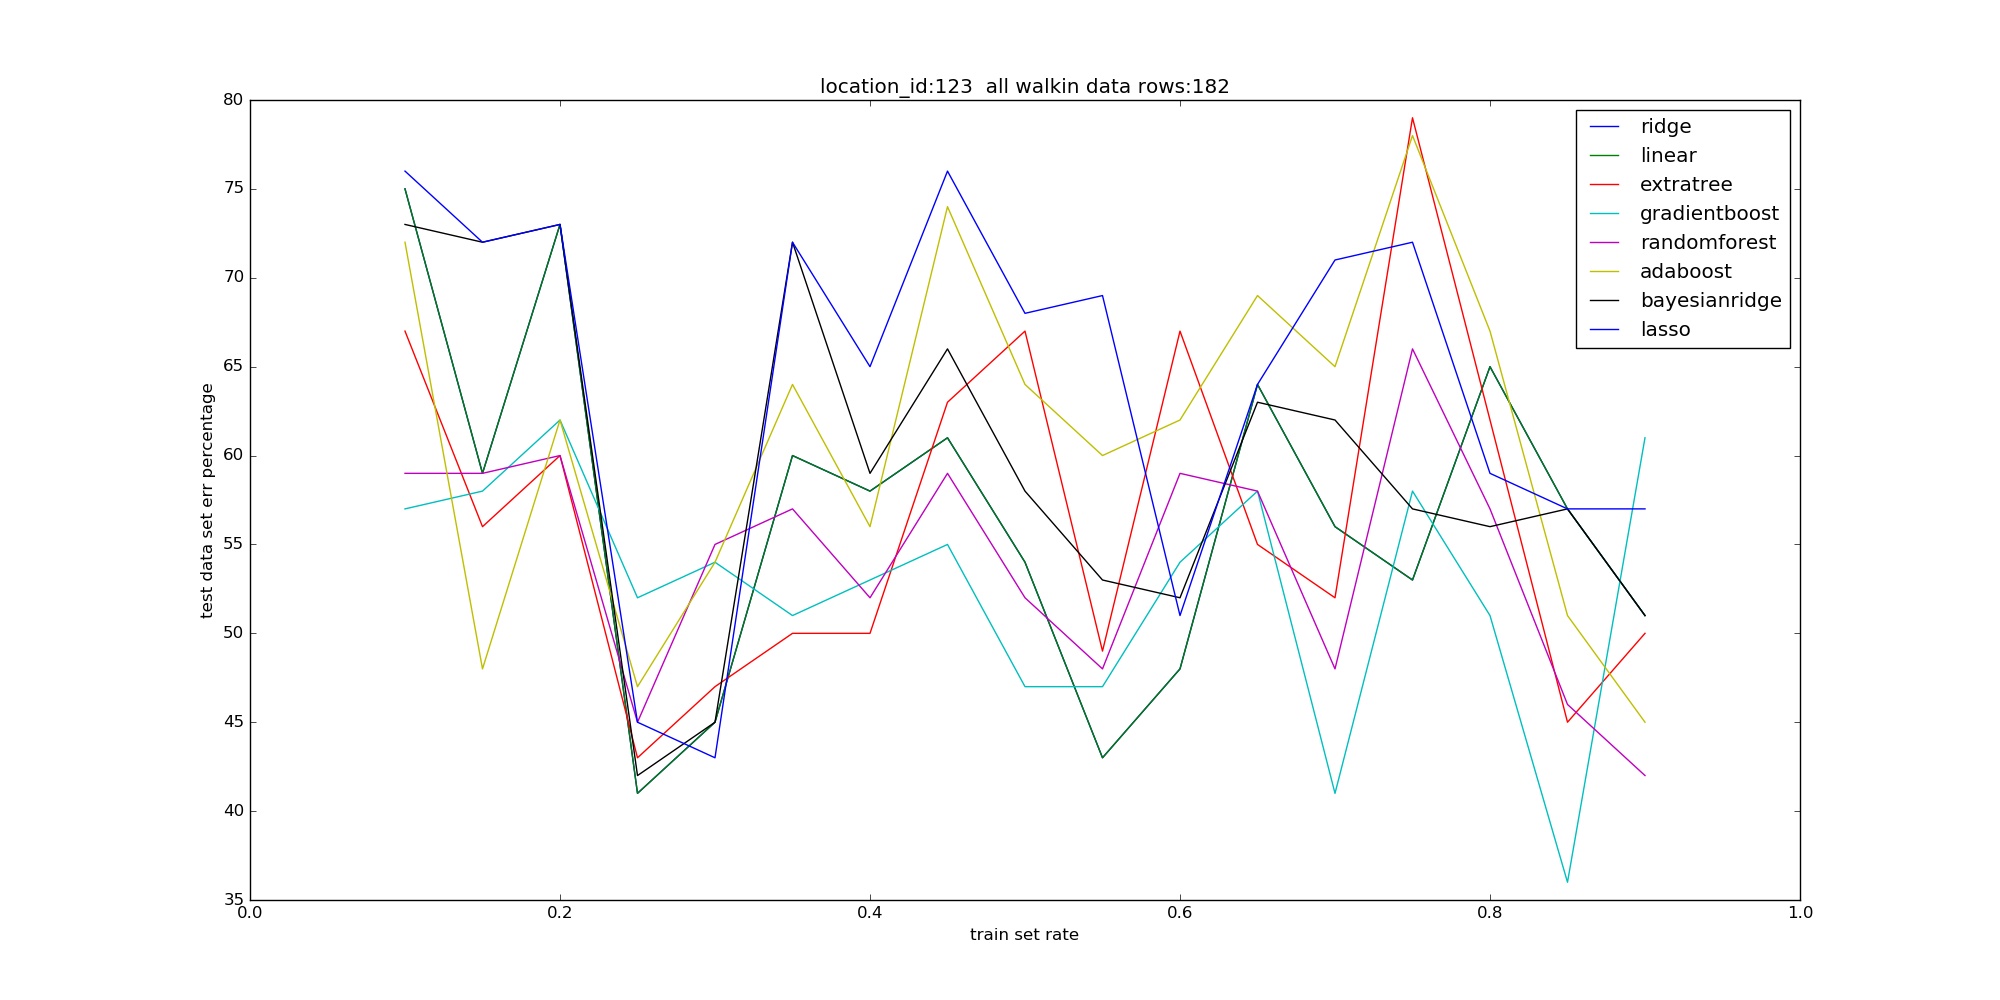 location_id:123  all walkin data rows:182
80
75
70
65
60
55
50
45
40
35
test data set err percentage
0.0
0.2
0.4
0.6
0.8
1.0
train set rate
ridge
linear
extratree
gradientboost
randomforest
adaboost
bayesianridge
lasso